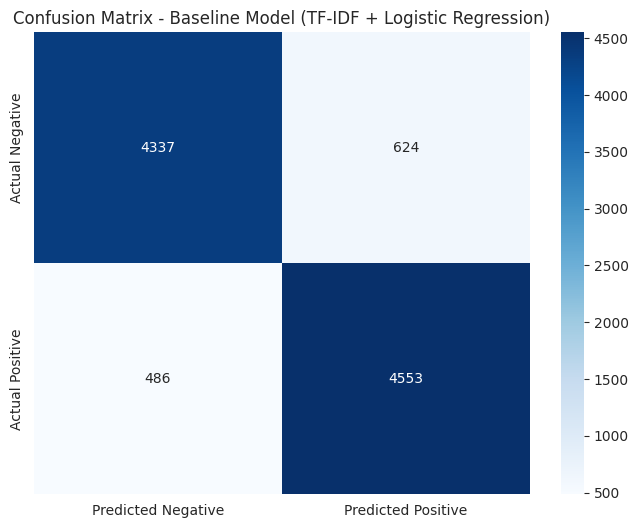 Confusion Matrix - Baseline Model (TF-IDF + Logistic Regression)
Actual Negative
4337
624
Actual Positive
486
4553
Predicted Negative
Predicted Positive
4500
4000
3500
3000
2500
2000
1500
1000
500